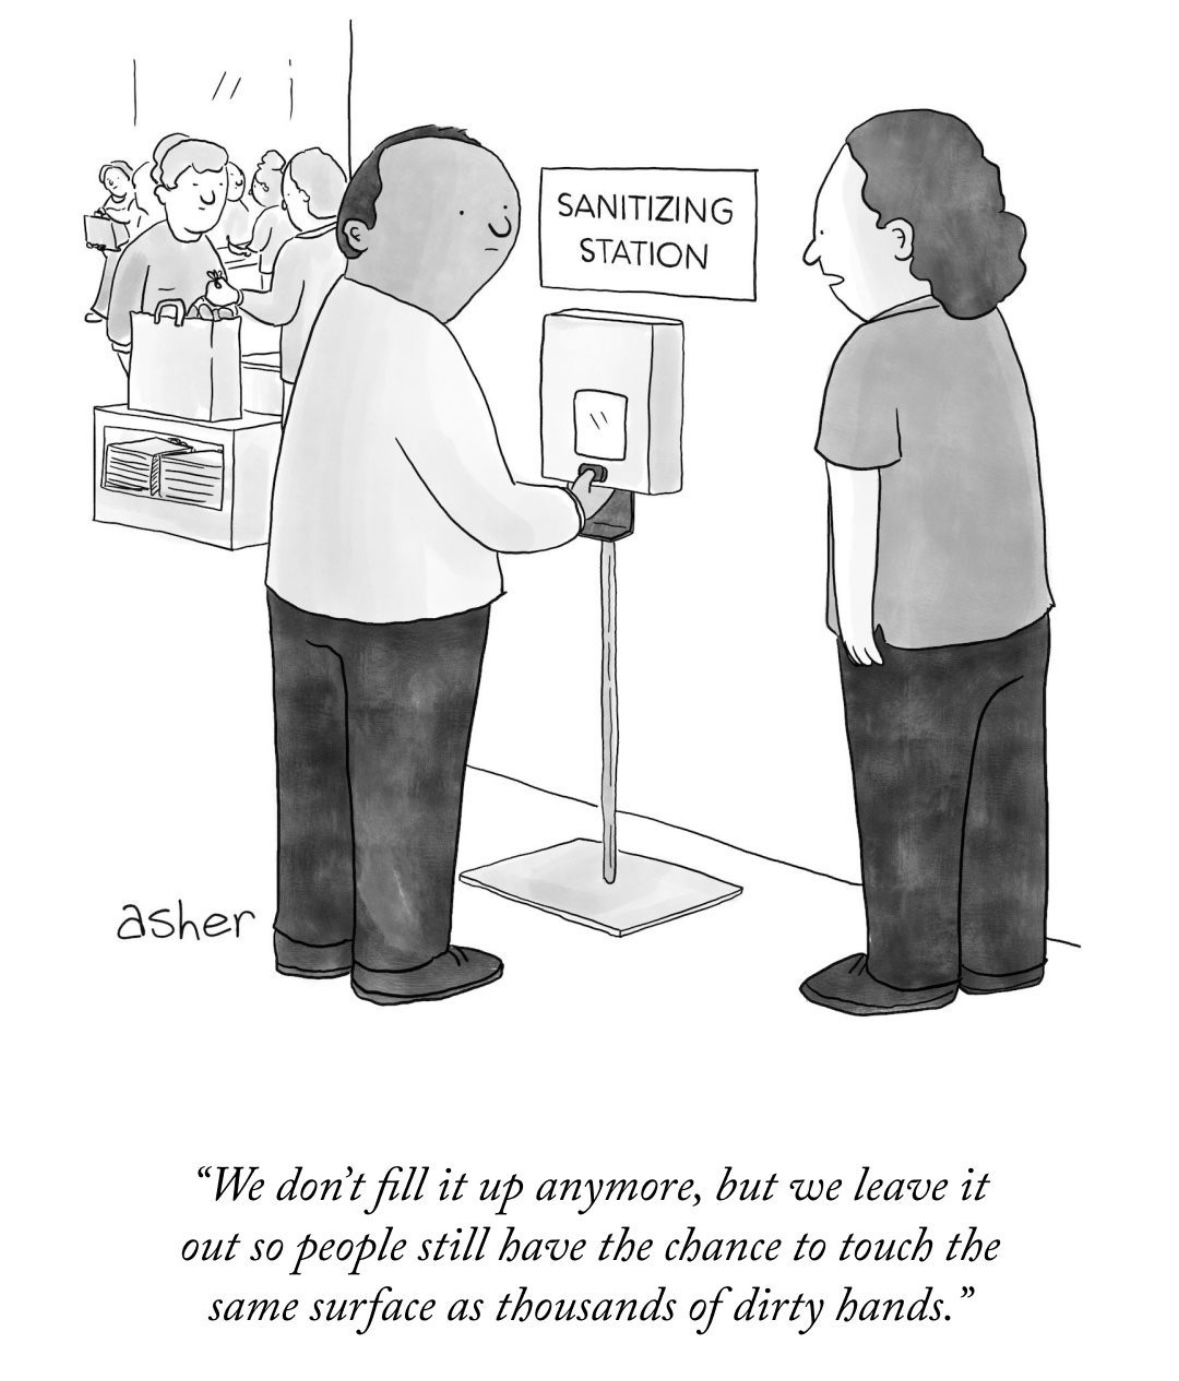 SANITIZING
STATION
asher
“We don’t fill it up anymore, but we leave it
out so people still have the chance to touch the
same surface as thousands of dirty hands.”